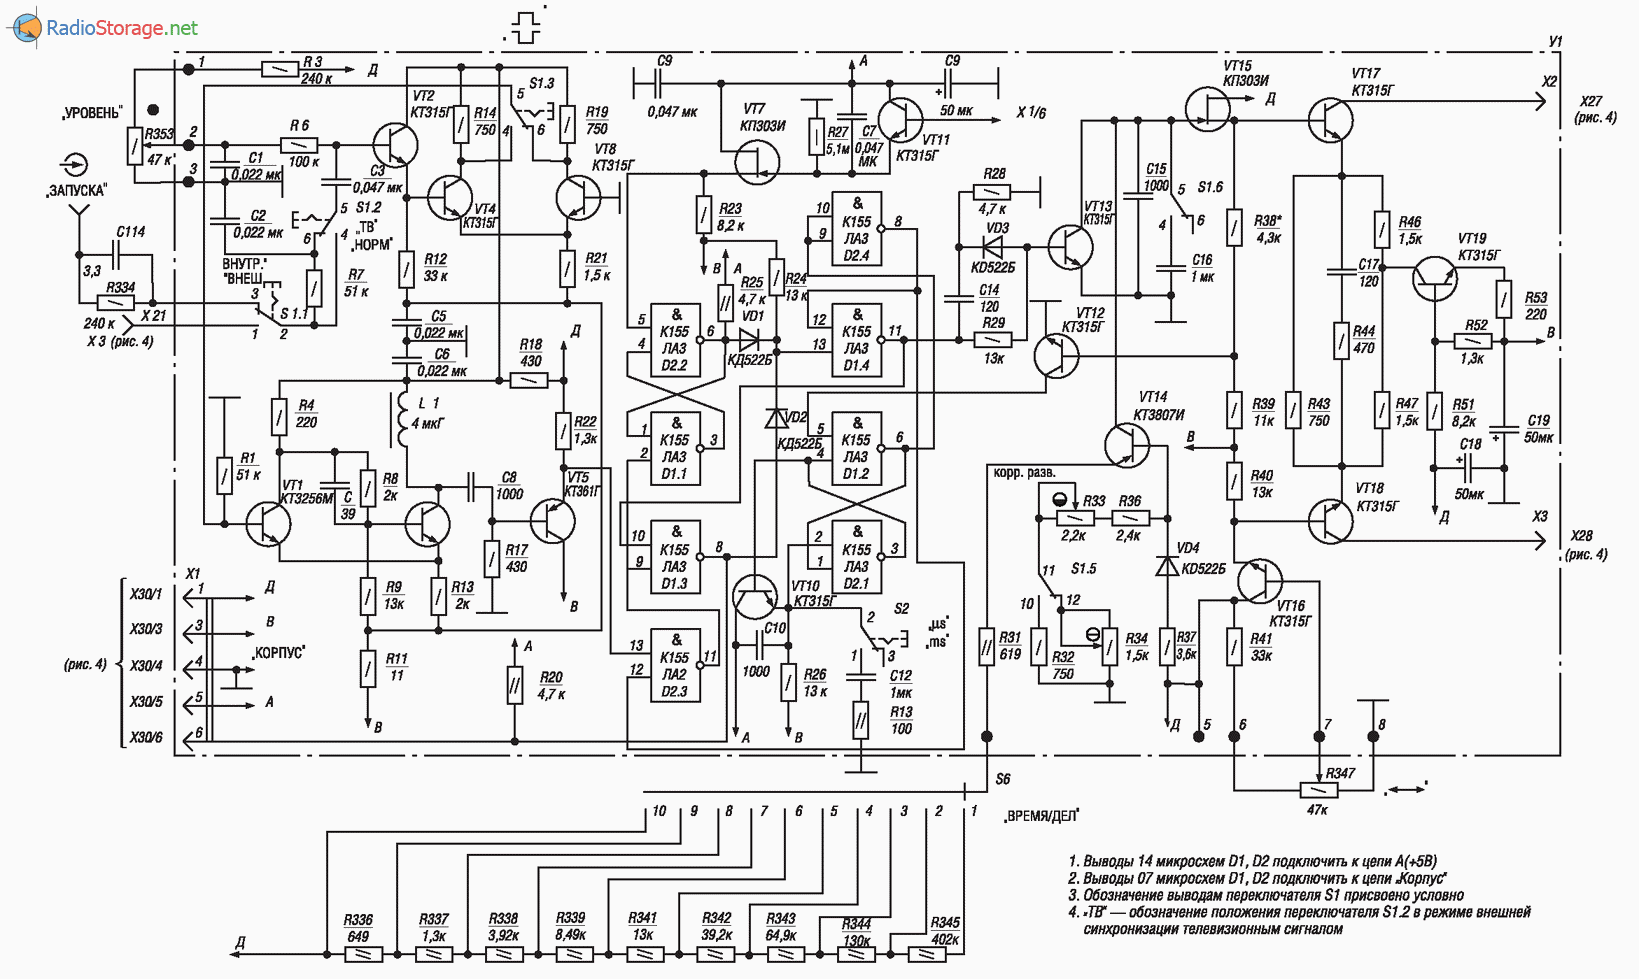 RadioStorage.net
У1
1
R 3
240 к
Д
„УРОВЕНЬ"
R353
47 к
2
3
R 6
100 к
C1
0,022 мк
C2
0,022 мк
C3
0,047 мк
S1.2
„ТВ"
„НОРМ"
5
6
4
„ЗАПУСКА"
C114
3,3
R334
240 к
X 21
X 3 (рис. 4)
ВНУТР."
"ВНЕШ.
3
S 1.1
1
2
R7
51 к
VT2
КТ315Г
R14
750
S1.3
5
4
6
R19
750
VT8
КТ315Г
VT4
КТ315Г
R12
33 к
R21
1,5 к
C5
0,022 мк
C6
0,022 мк
R18
430
Д
L 1
4 мкГ
R4
220
R1
51 к
VT1
КТ3256М
C
39
R8
2к
C8
1000
R22
1,3к
VT5
КТ361Г
R17
430
В
R9
13к
R13
2к
R11
11
В
R20
4,7 к
А
X1
X30/1
1
Д
X30/3
3
В
X30/4
4
„КОРПУС"
(рис. 4)
X30/5
5
А
X30/6
6
C9
0,047 мк
А
C9
50 мк
X 1/6
VT7
КП303И
R27
5,1м
C7
0,047
МК
VT11
КТ315Г
R23
8,2 к
В
А
R25
4,7 к
R24
13 к
VD1
КД522Б
10
9
&
К155
ЛА3
D2.4
8
5
4
&
К155
ЛА3
D2.2
6
12
13
&
К155
ЛА3
D1.4
11
1
2
&
К155
ЛА3
D1.1
3
VD2
КД522Б
5
4
&
К155
ЛА3
D1.2
6
10
9
&
К155
ЛА3
D1.3
8
2
1
&
К155
ЛА3
D2.1
3
13
12
&
К155
ЛА2
D2.3
11
VT10
КТ315Г
C10
1000
R26
13 к
А
В
S2
2
1
3
„µs"
„ms"
C12
1мк
R13
100
R28
4,7 к
VD3
КD522Б
C14
120
R29
13к
VT13
КТ315Г
VT12
КТ315Г
C15
1000
S1.6
5
4
6
C16
1 мк
VT15
КП303И
Д
R38*
4,3к
VT14
КТ3807И
R39
11к
В
R40
13к
корр. разв.
R33
2,2к
R36
2,4к
S1.5
11
10
12
R31
619
R32
750
R34
1,5к
VD4
КD522Б
R37
3,6к
Д
VT16
КТ315Г
R41
33к
5
6
7
8
R347
47к
VT17
КТ315Г
X2
X27
(рис. 4)
R46
1,5к
VT19
КТ315Г
C17
120
R44
470
R43
750
R47
1,5к
R53
220
R52
1,3к
В
R51
8,2к
C18
50мк
C19
50мк
Д
VT18
КТ315Г
X3
X28
(рис. 4)
S6
„ВРЕМЯ/ДЕЛ"
10
9
8
7
6
5
4
3
2
1
Д
R336
649
R337
1,3к
R338
3,92к
R339
8,49к
R341
13к
R342
39,2к
R343
64,9к
R344
130к
R345
402к
1. Выводы 14 микросхем D1, D2 подключить к цепи А(+5В)
2. Выводы 07 микросхем D1, D2 подключить к цепи „Корпус"
3. Обозначение выводам переключателя S1 присвоено условно
4. „ТВ" — обозначение положения переключателя S1.2 в режиме внешней
синхронизации телевизионным сигналом